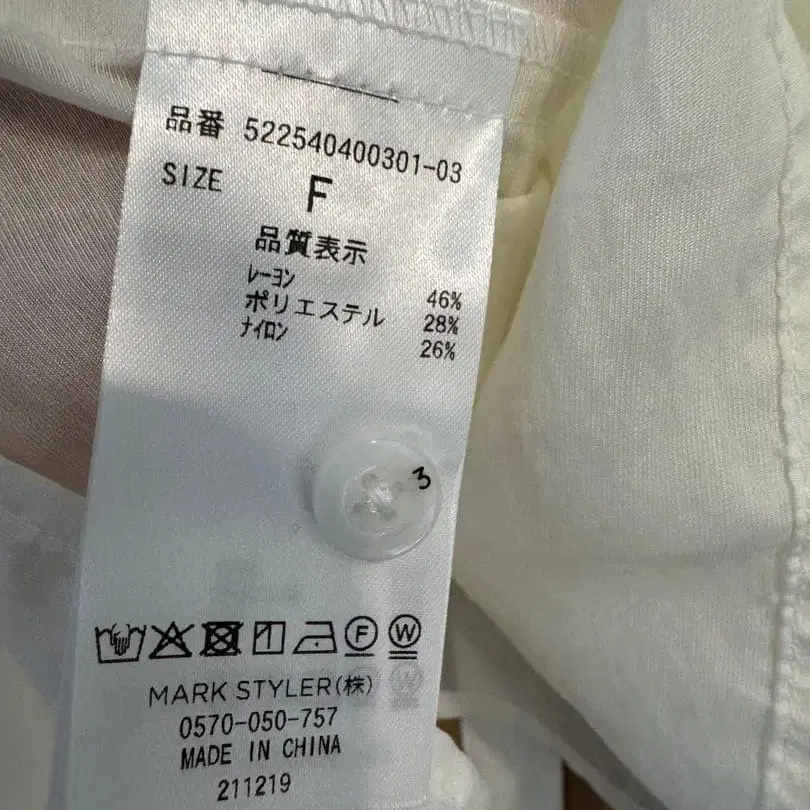 品番 522540400301-03
SIZE F
品質表示
レーヨン 46%
ポリエステル 28%
ナイロン 26%
3
F W
MARK STYLER(株)
0570-050-757
MADE IN CHINA
211219